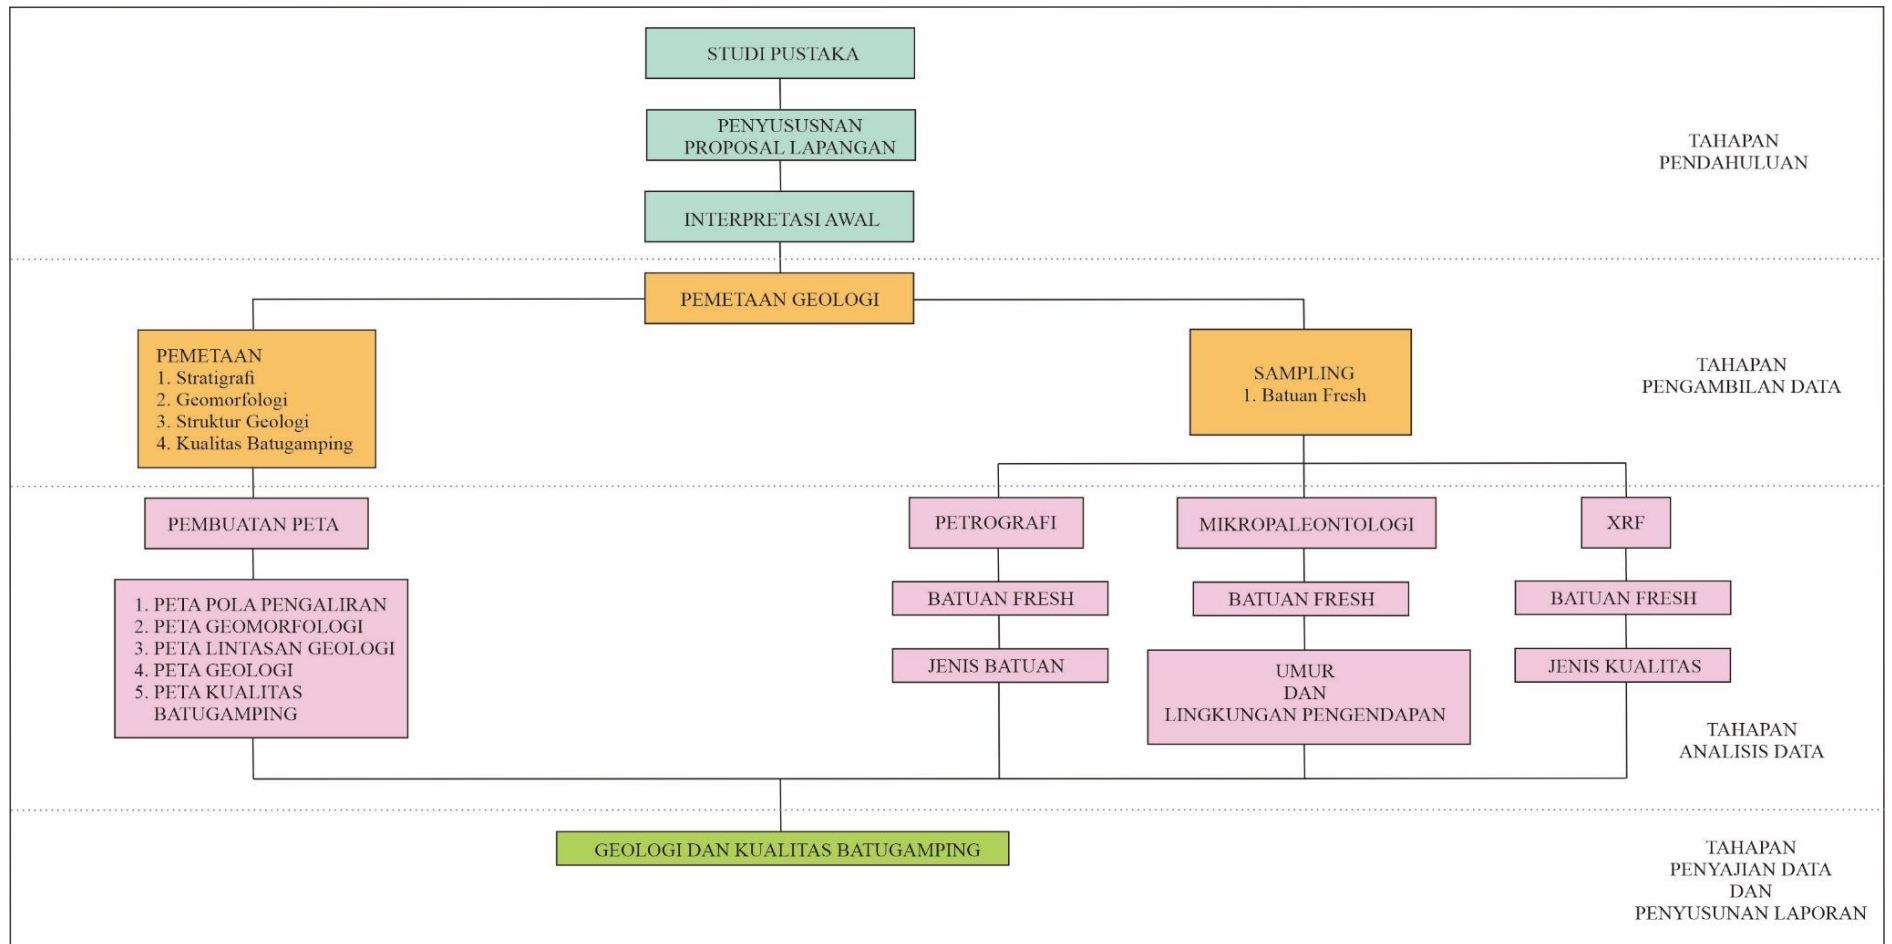 STUDI PUSTAKA
PENYUSUSNAN
PROPOSAL LAPANGAN
INTERPRETASI AWAL
TAHAPAN
PENDAHULUAN
PEMETAAN GEOLOGI
PEMETAAN
1. Stratigrafi
2. Geomorfologi
3. Struktur Geologi
4. Kualitas Batugamping
SAMPLING
1. Batuan Fresh
TAHAPAN
PENGAMBILAN DATA
PEMBUATAN PETA
1. PETA POLA PENGALIRAN
2. PETA GEOMORFOLOGI
3. PETA LINTASAN GEOLOGI
4. PETA GEOLOGI
5. PETA KUALITAS
BATUGAMPING
PETROGRAFI
BATUAN FRESH
JENIS BATUAN
MIKROPALEONTOLOGI
BATUAN FRESH
UMUR
DAN
LINGKUNGAN PENGENDAPAN
XRF
BATUAN FRESH
JENIS KUALITAS
TAHAPAN
ANALISIS DATA
GEOLOGI DAN KUALITAS BATUGAMPING
TAHAPAN
PENYAJIAN DATA
DAN
PENYUSUNAN LAPORAN